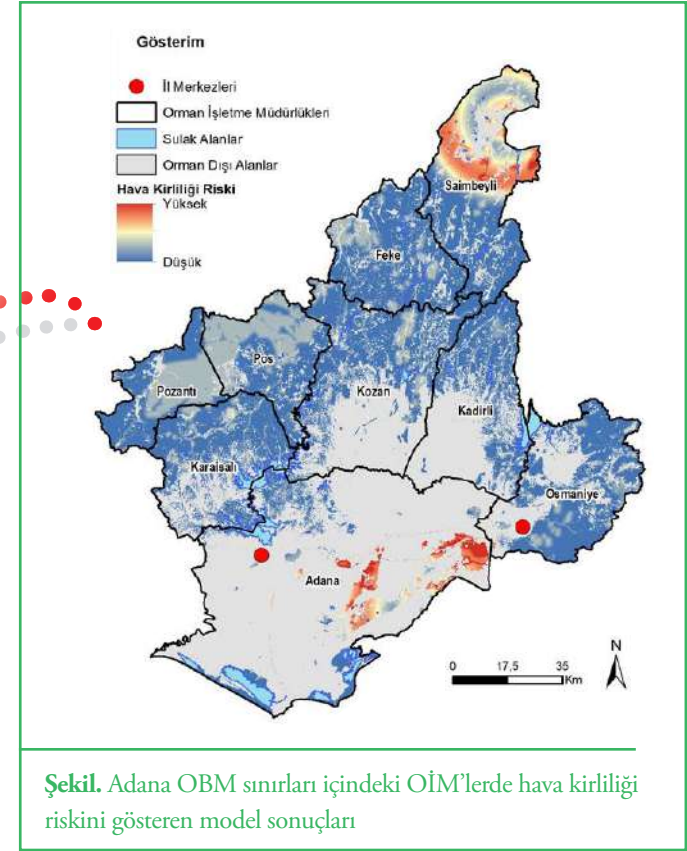 Gösterim
İl Merkezleri
Orman İşletme Müdürlükleri
Sulak Alanlar
Orman Dışı Alanlar
Hava Kirliliği Riski
Yüksek
Düşük
Saimbeyli
Feke
Pos
Pozantı
Kozan
Kadirli
Karaisalı
Osmaniye
Adana
N
0 17,5 35
Km
Şekil. Adana OBM sınırları içindeki OİM’lerde hava kirliliği
riskini gösteren model sonuçları